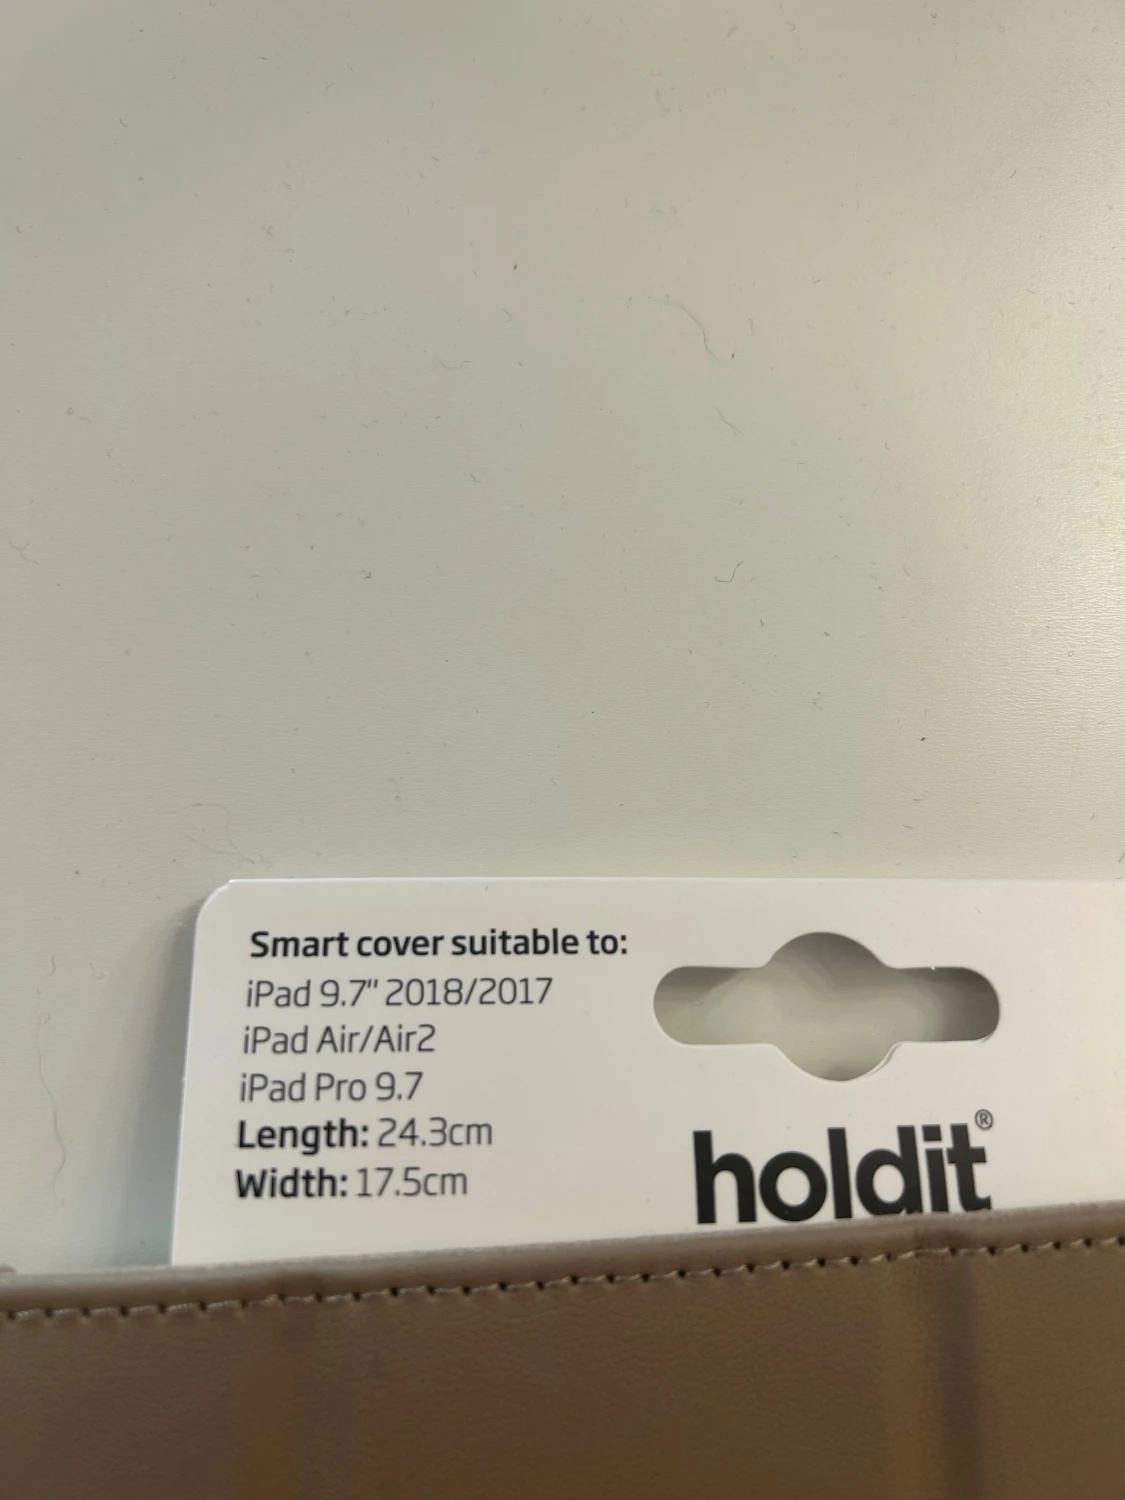 Smart cover suitable to:
iPad 9.7" 2018/2017
iPad Air/Air2
iPad Pro 9.7
Length: 24.3cm
Width: 17.5cm
holdit®